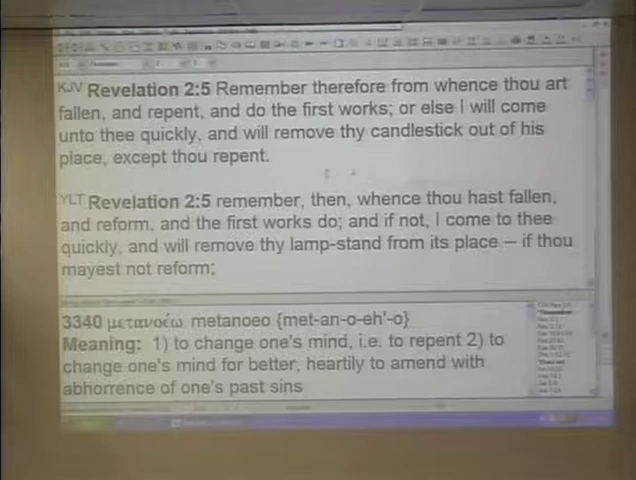 KJV Revelation 2:5 Remember therefore from whence thou art
fallen, and repent, and do the first works; or else I will come
unto thee quickly, and will remove thy candlestick out of his
place, except thou repent.
YLT Revelation 2:5 remember, then, whence thou hast fallen,
and reform, and the first works do; and if not, I come to thee
quickly, and will remove thy lamp-stand from its place – if thou
mayest not reform;
3340 μετανοέω metanoeo {met-an-o-eh'-o}
Meaning: 1) to change one's mind, i.e. to repent 2) to
change one's mind for better, heartily to amend with
abhorrence of one's past sins